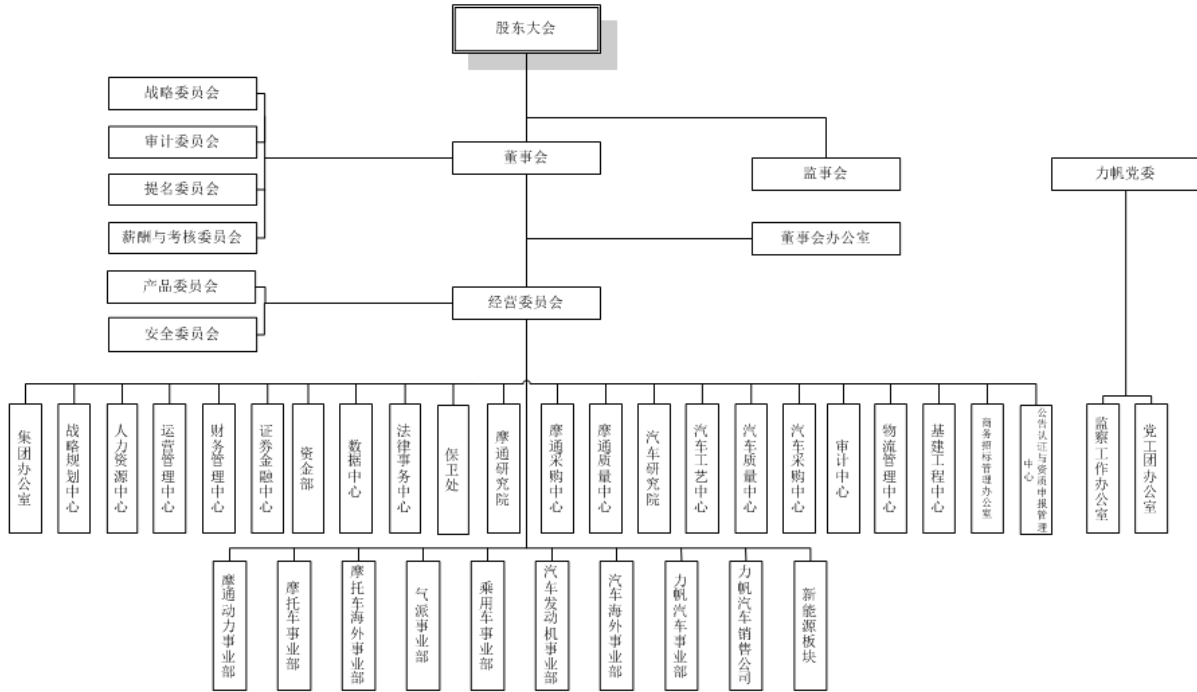 股东大会
战略委员会
审计委员会
提名委员会
薪酬与考核委员会
董事会
监事会
力帆党委
董事会办公室
产品委员会
安全委员会
经营委员会
集团办公室
战略规划中心
人力资源中心
运营管理中心
财务管理中心
证券金融中心
资金部
数据中心
法律事务中心
保卫处
摩通研究院
摩通采购中心
摩通质量中心
汽车研究院
汽车工艺中心
汽车质量中心
汽车采购中心
审计中心
物流管理中心
基建工程中心
商务招标管理办公室
公告认证与资质申报管理
中心
监察工作办公室
党工团办公室
摩通动力事业部
摩托车事业部
摩托车海外事业部
气派事业部
乘用车事业部
汽车发动机事业部
汽车海外事业部
力帆汽车事业部
力帆汽车销售公司
新能源板块